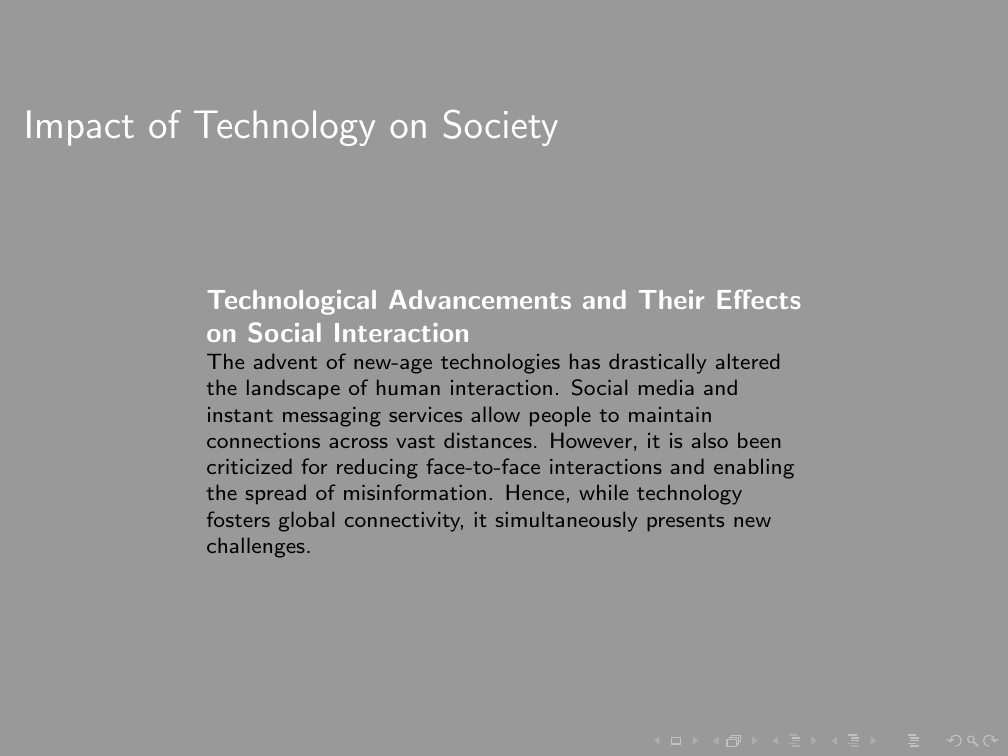 Impact of Technology on Society
Technological Advancements and Their Effects
on Social Interaction
The advent of new-age technologies has drastically altered
the landscape of human interaction. Social media and
instant messaging services allow people to maintain
connections across vast distances. However, it is also been
criticized for reducing face-to-face interactions and enabling
the spread of misinformation. Hence, while technology
fosters global connectivity, it simultaneously presents new
challenges.